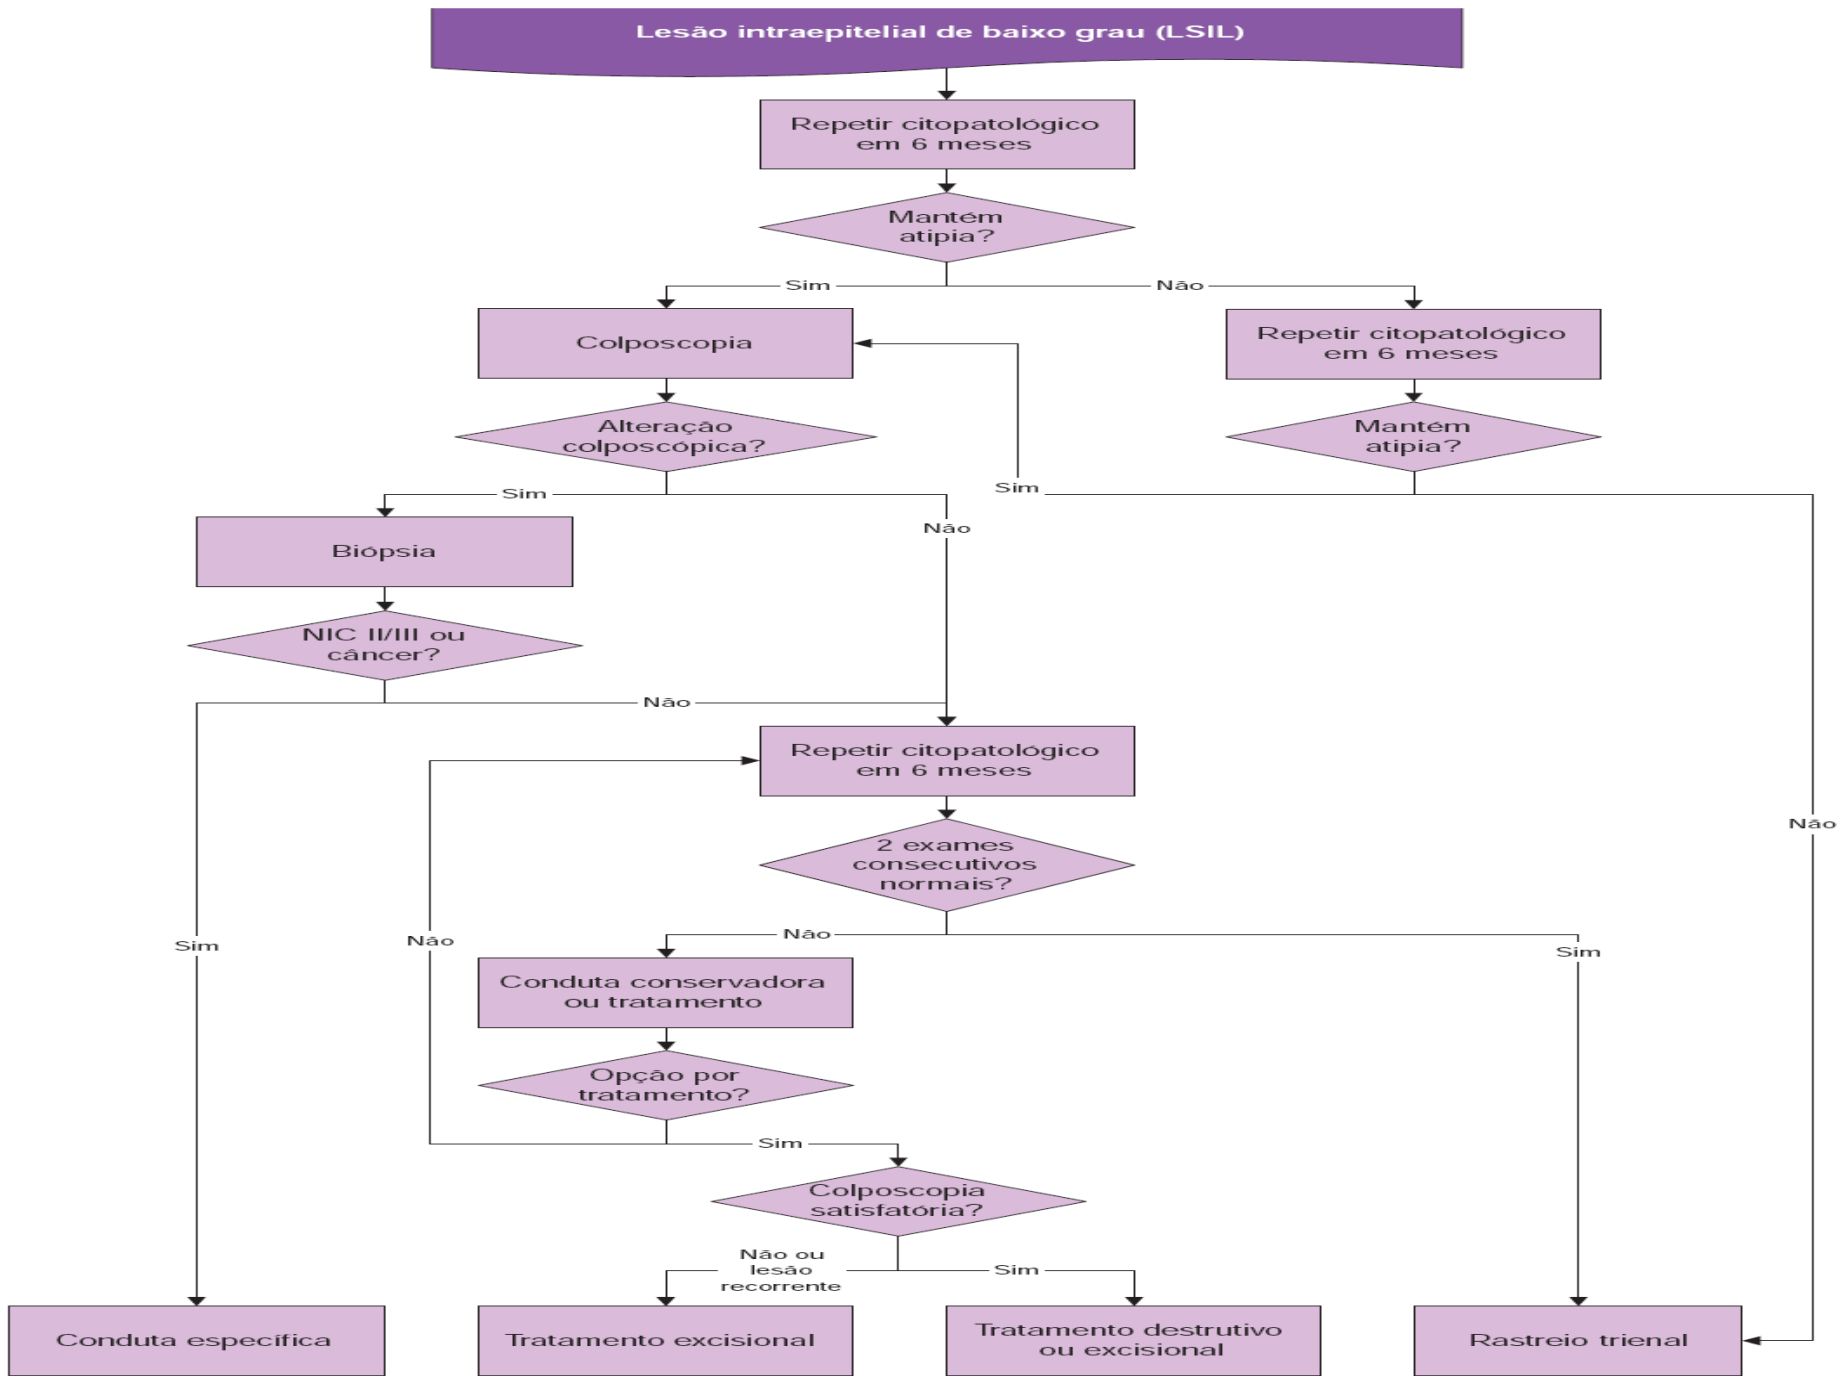 Lesão intraepitelial de baixo grau (LSIL)
Repetir citopatológico
em 6 meses
Mantém
atipia?
Sim
Não
Colposcopia
Repetir citopatológico
em 6 meses
Alteração
colposcópica?
Mantém
atipia?
Sim
Sim
Não
Biópsia
NIC II/III ou
câncer?
Não
Repetir citopatológico
em 6 meses
Não
2 exames
consecutivos
normais?
Não
Sim
Não
Sim
Conduta conservadora
ou tratamento
Opção por
tratamento?
Sim
Colposcopia
satisfatória?
Não ou
lesão
recorrente
Sim
Conduta específica
Tratamento excisional
Tratamento destrutivo
ou excisional
Rastreio trienal